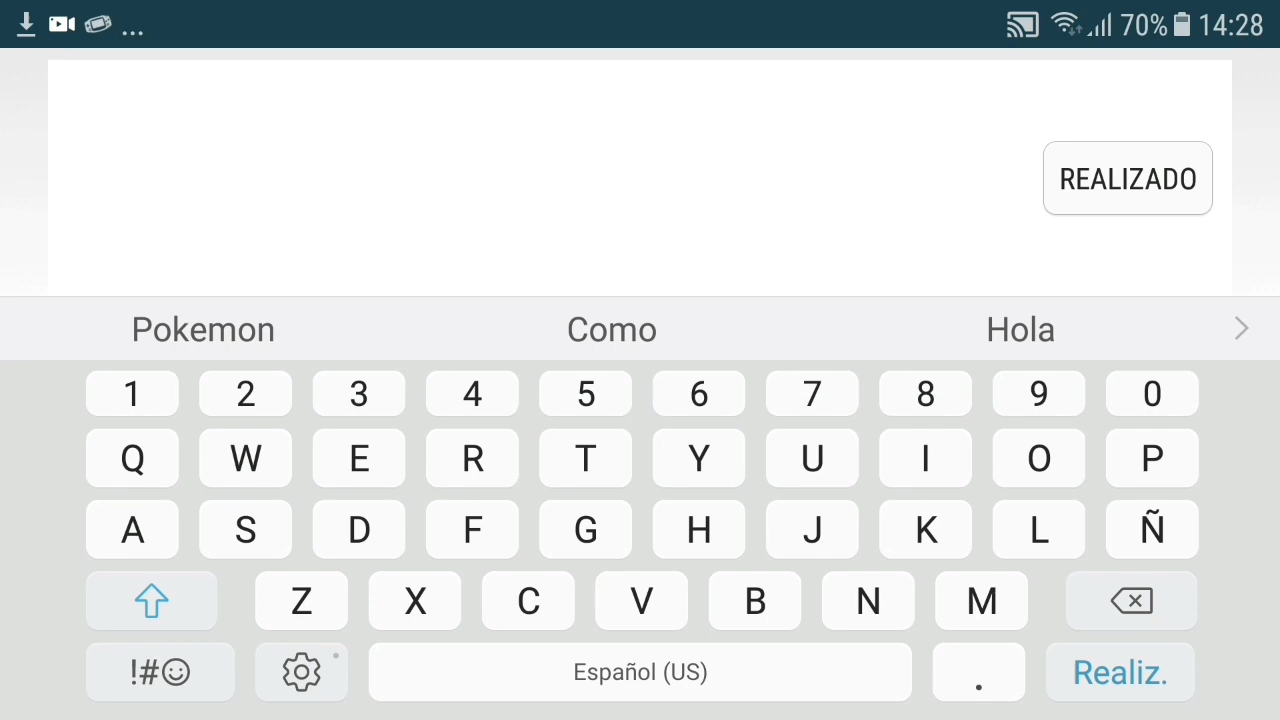 ... 70% 14:28
REALIZADO
Pokemon Como Hola
1 2 3 4 5 6 7 8 9 0
Q W E R T Y U I O P
A S D F G H J K L Ñ
Z X C V B N M
!#☺ Español (US) . Realiz.